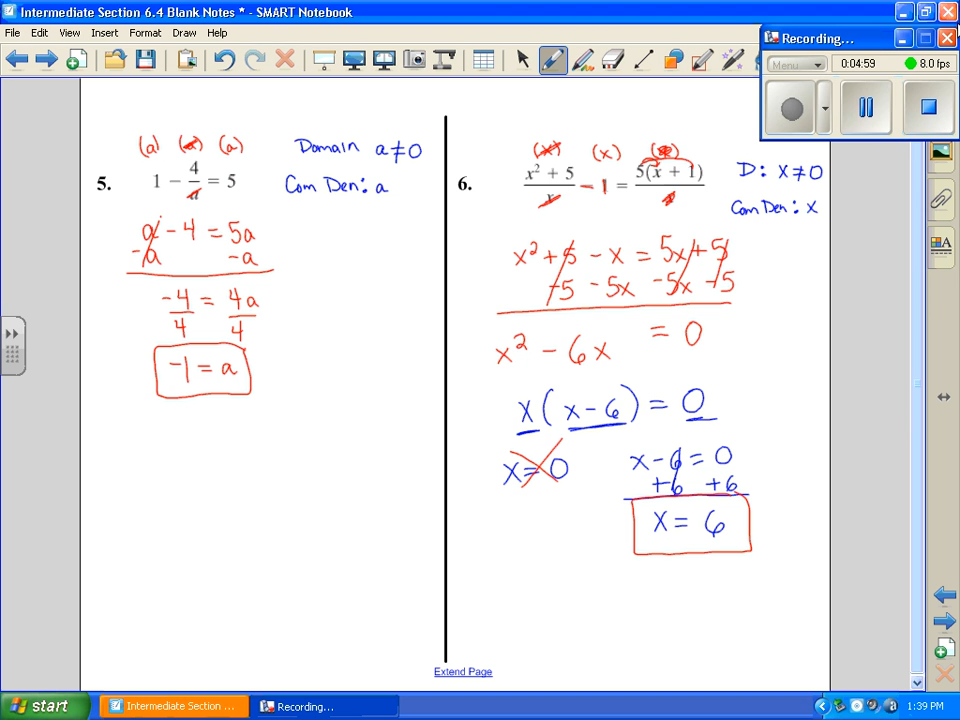 Intermediate Section 6.4 Blank Notes * - SMART Notebook
File Edit View Insert Format Draw Help
Recording...
Menu
0:04:59
8.0 fps
(a) (a) (a)
Domain a ≠ 0
5. 1 - 4/a = 5
Com Den: a
a - 4 = 5a
-a -a
-4 = 4a
4 4
-1 = a
(x) (x) (x)
6. x² + 5/x - 1 = 5(x + 1)/x
D: x ≠ 0
Com Den: x
x² + 5 - x = 5x + 5
-5 - 5x -5x -5
x² - 6x = 0
x(x - 6) = 0
x = 0
x - 6 = 0
+6 +6
x = 6
Extend Page
start
Intermediate Section ...
Recording...
1:39 PM